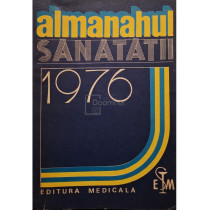 almanahul
SANATATII
1976
EDITURA MEDICALA
E M